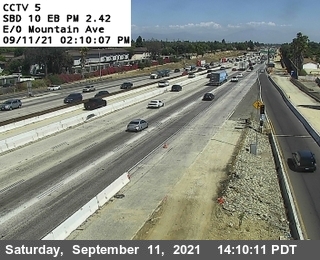 CCTV 5
SBD 10 EB PM 2.42
E/O Mountain Ave
09/11/21 02:10:07 PM
Saturday, September 11, 2021 14:10:11 PDT